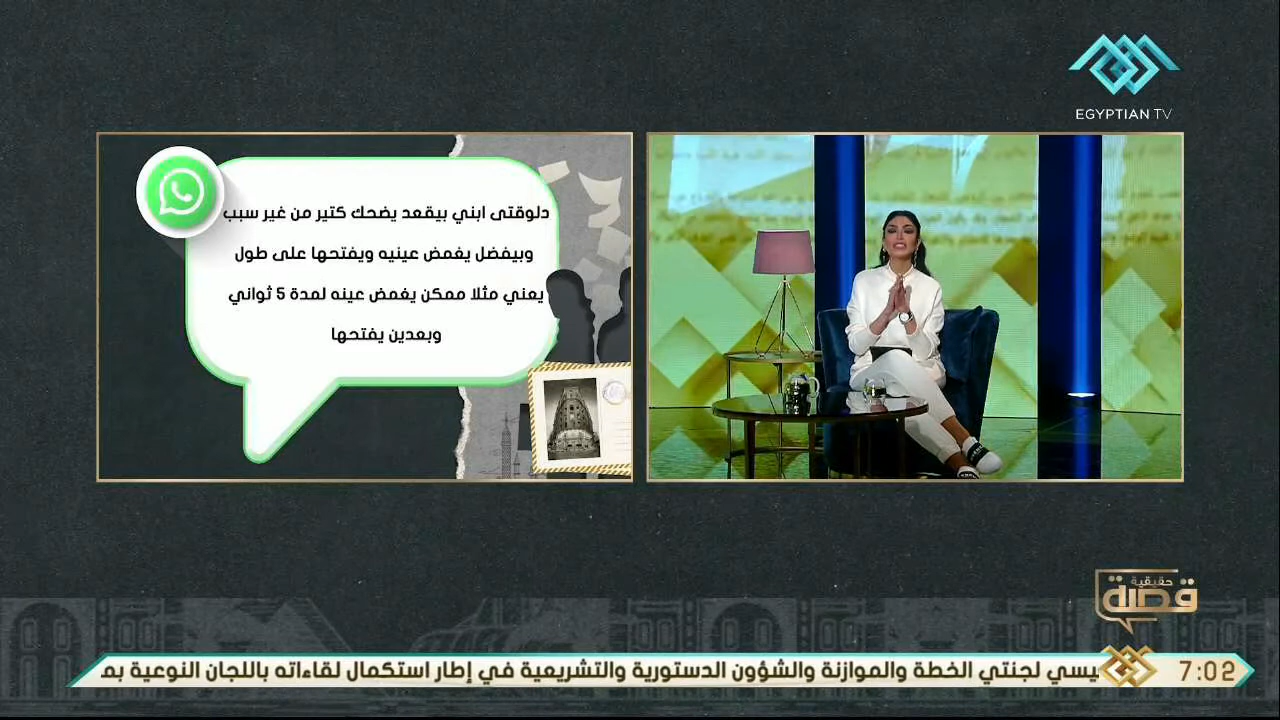 EGYPTIAN TV
دلوقتى ابني بيقعد يضحك كتير من غير سبب
وبيفضل يغمض عينيه ويفتحها على طول
يعني مثلا ممكن يغمض عينه لمدة 5 ثواني
وبعدين يفتحها
قصة حقيقية
يسي لجنتي الخطة والموازنة والشؤون الدستورية والتشريعية في إطار استكمال لقاءاته باللجان النوعية بم
7:02